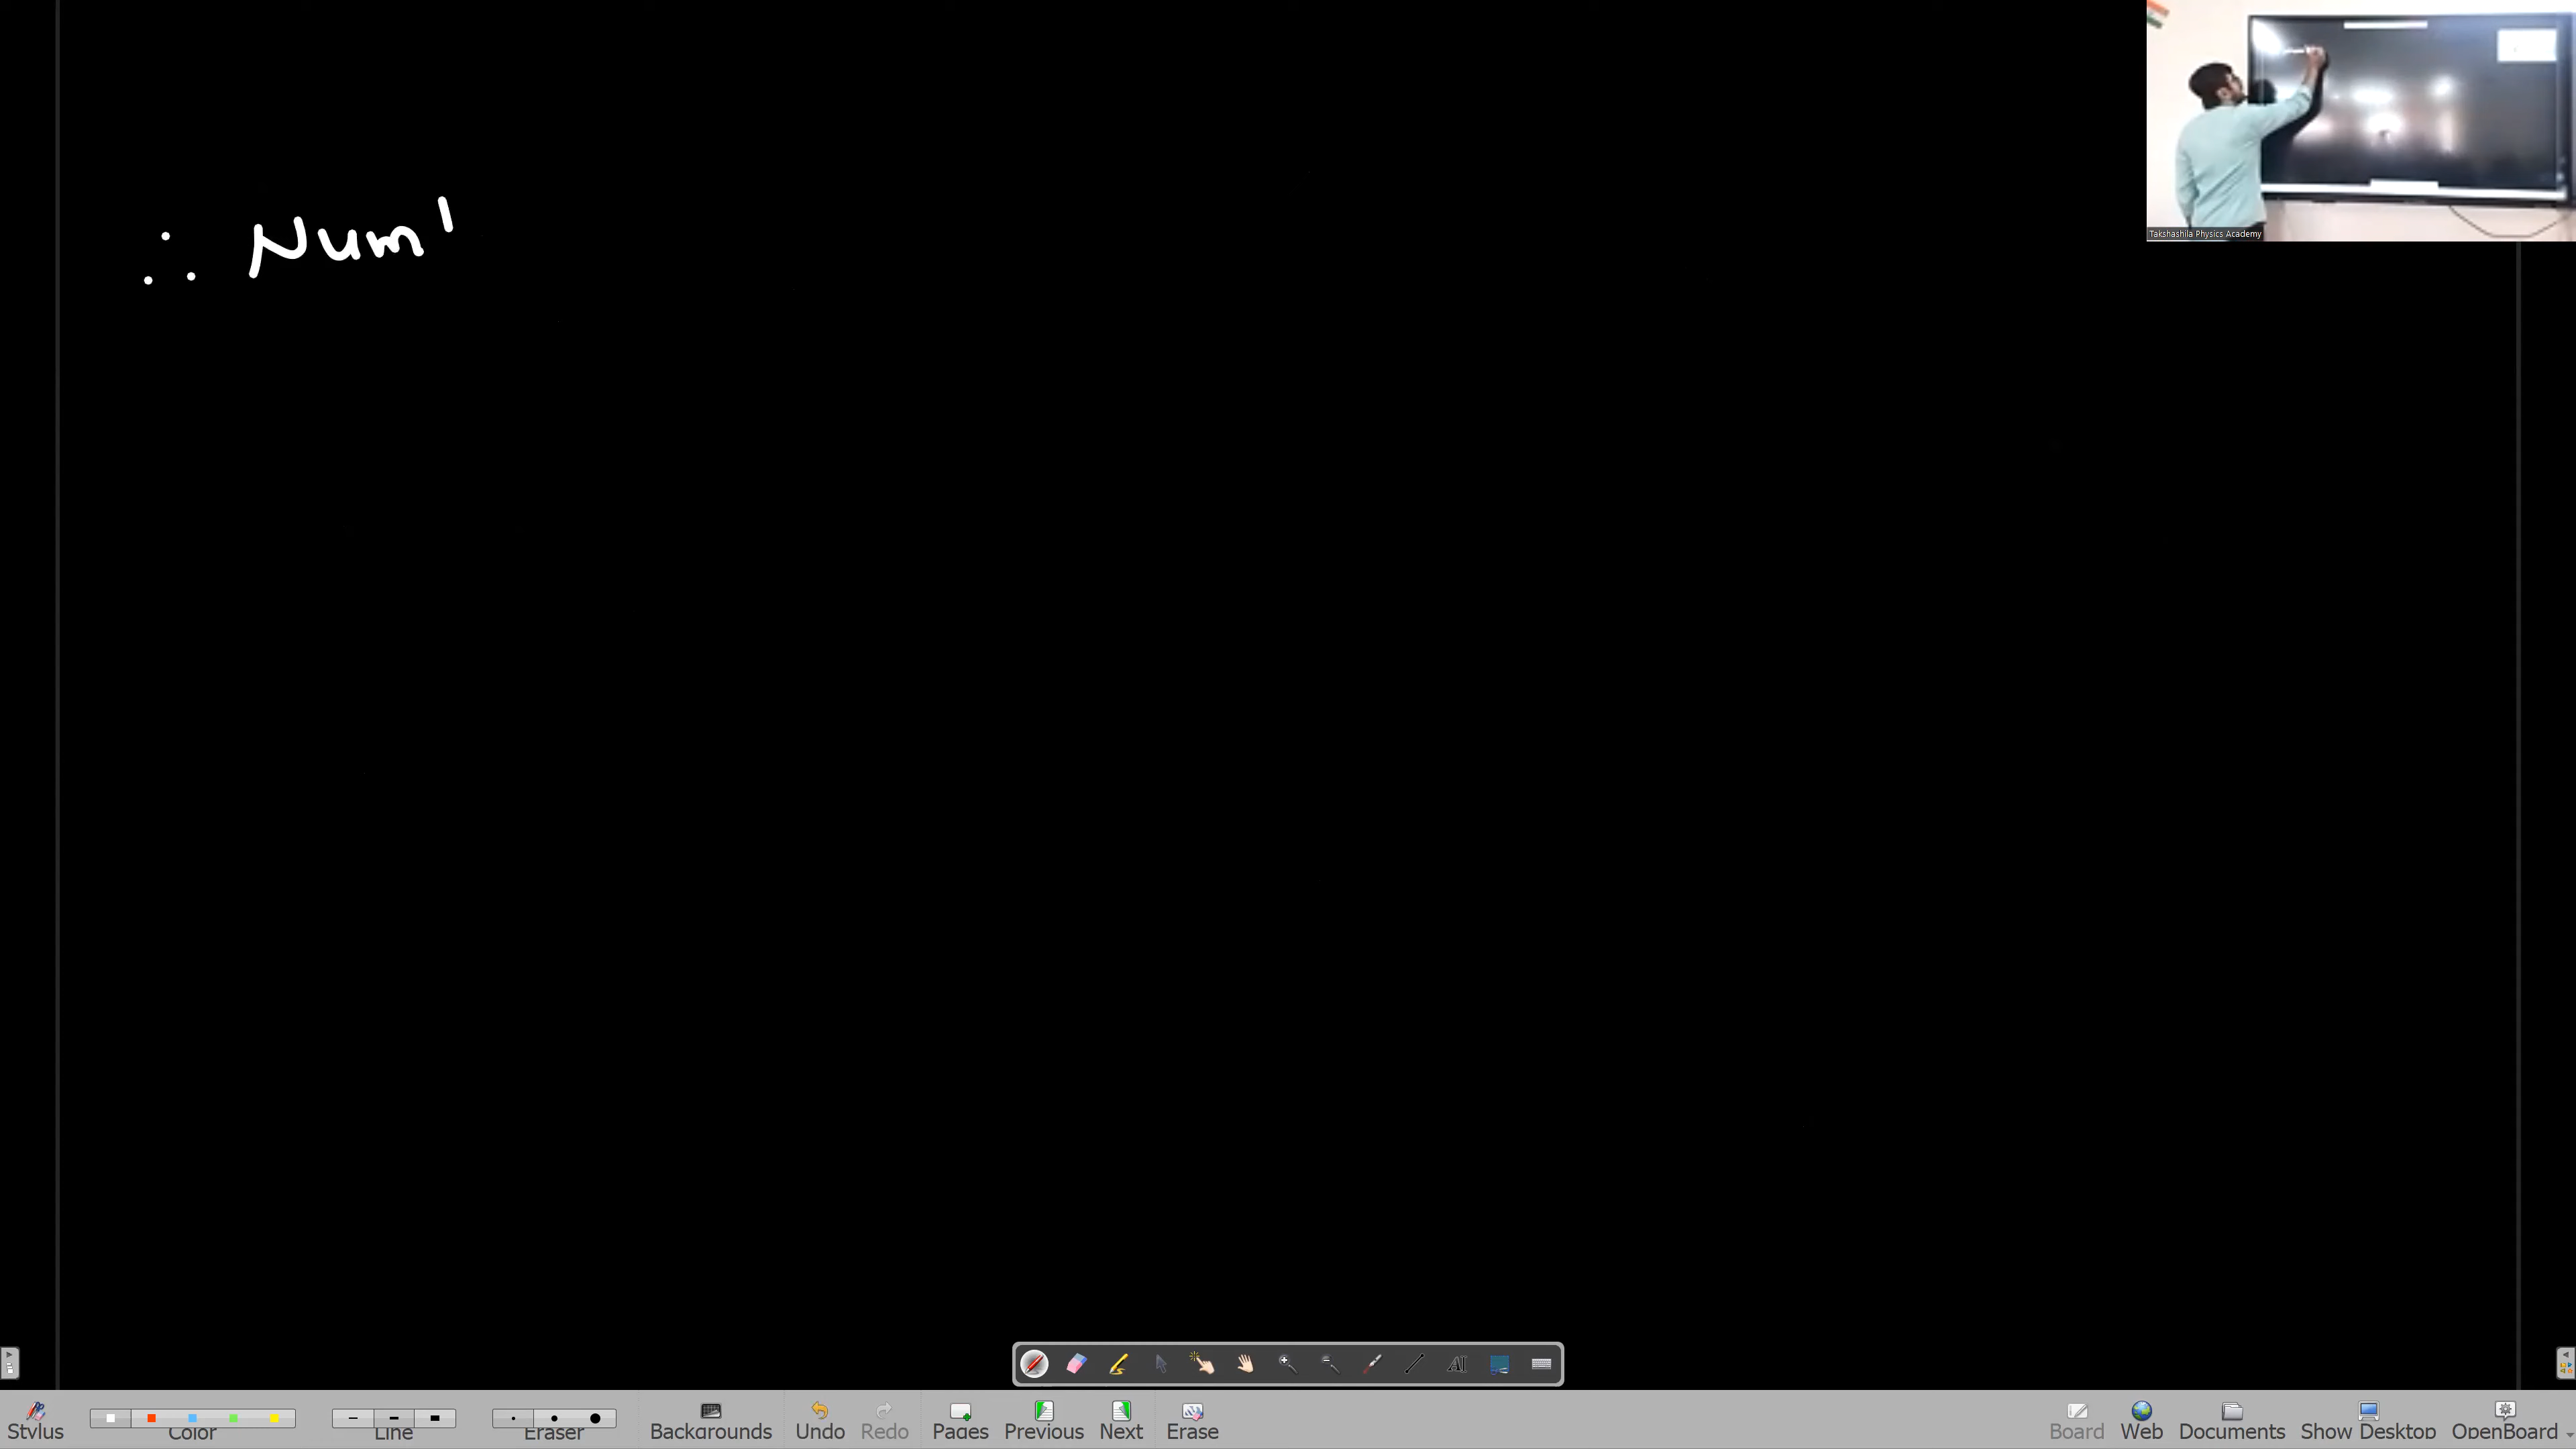 Takshashila Physics Academy
∴ Num
Stylus Color Line Eraser Backgrounds Undo Redo Pages Previous Next Erase Board Web Documents Show Desktop OpenBoard